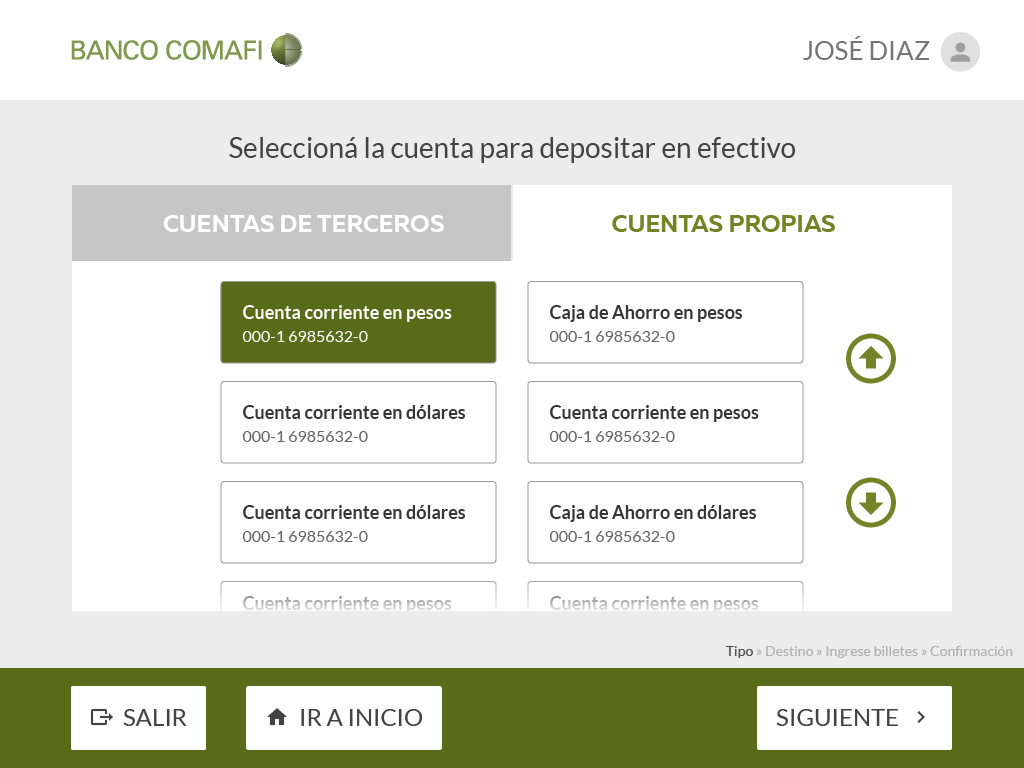 BANCO COMAFI
JOSÉ DIAZ
Seleccioná la cuenta para depositar en efectivo
CUENTAS DE TERCEROS
CUENTAS PROPIAS
Cuenta corriente en pesos
000-1 6985632-0
Caja de Ahorro en pesos
000-1 6985632-0
Cuenta corriente en dólares
000-1 6985632-0
Cuenta corriente en pesos
000-1 6985632-0
Cuenta corriente en dólares
000-1 6985632-0
Caja de Ahorro en dólares
000-1 6985632-0
Cuenta corriente en pesos
Cuenta corriente en pesos
Tipo » Destino » Ingrese billetes » Confirmación
SALIR
IR A INICIO
SIGUIENTE